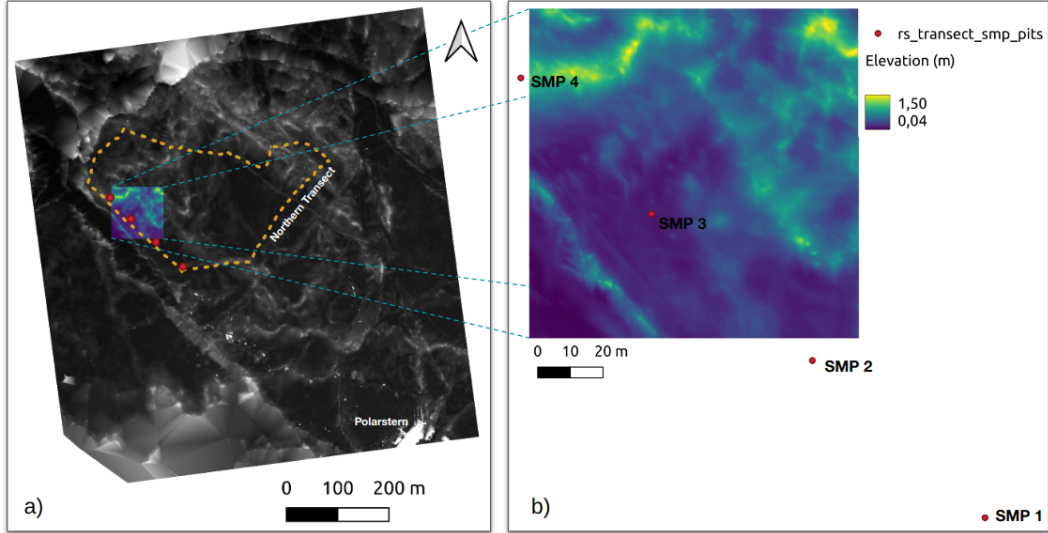 Northern Transect
Polarstern
0 100 200 m
a)
rs_transect_smp_pits
Elevation (m)
1,50
0,04
SMP 4
SMP 3
0 10 20 m
SMP 2
SMP 1
b)